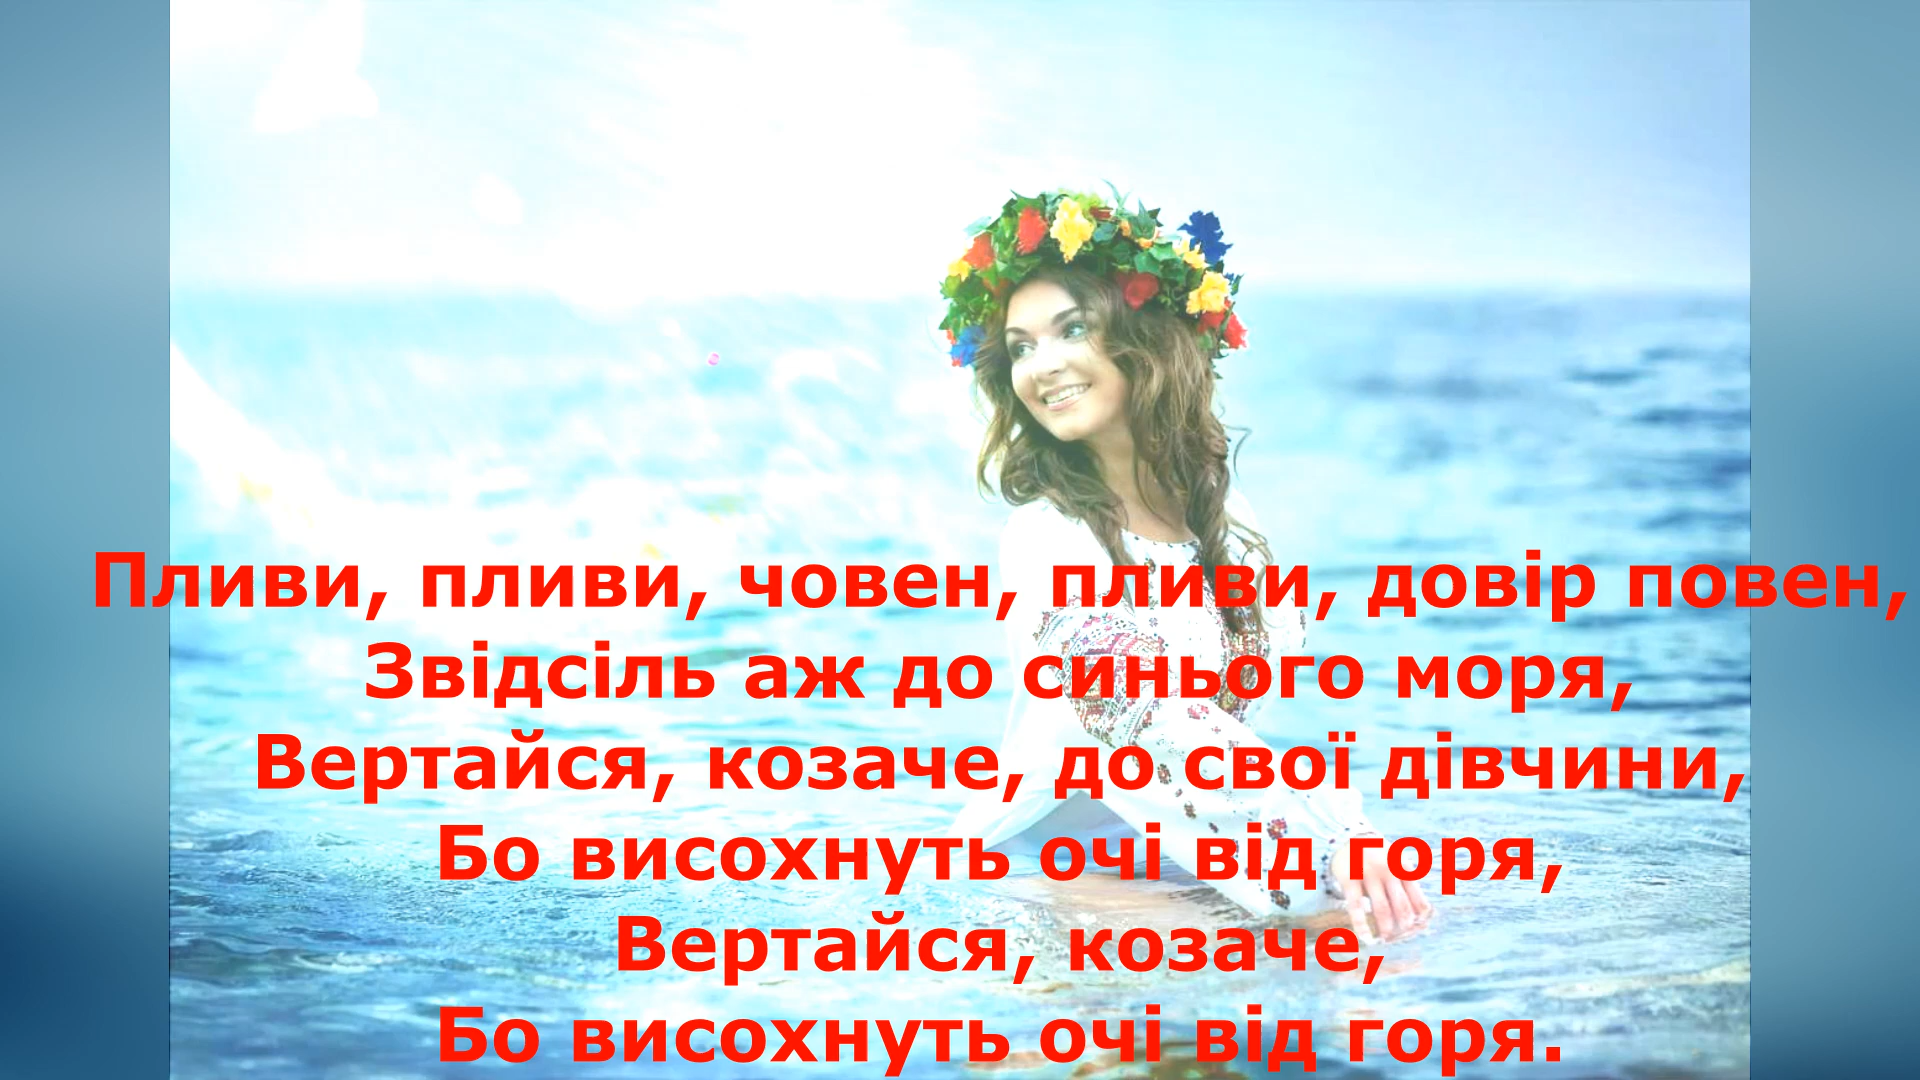 Пливи, пливи, човен, пливи, довір повен,
Звідсіль аж до синього моря,
Вертайся, козаче, до свої дівчини,
Бо висохнуть очі від горя,
Вертайся, козаче,
Бо висохнуть очі від горя.